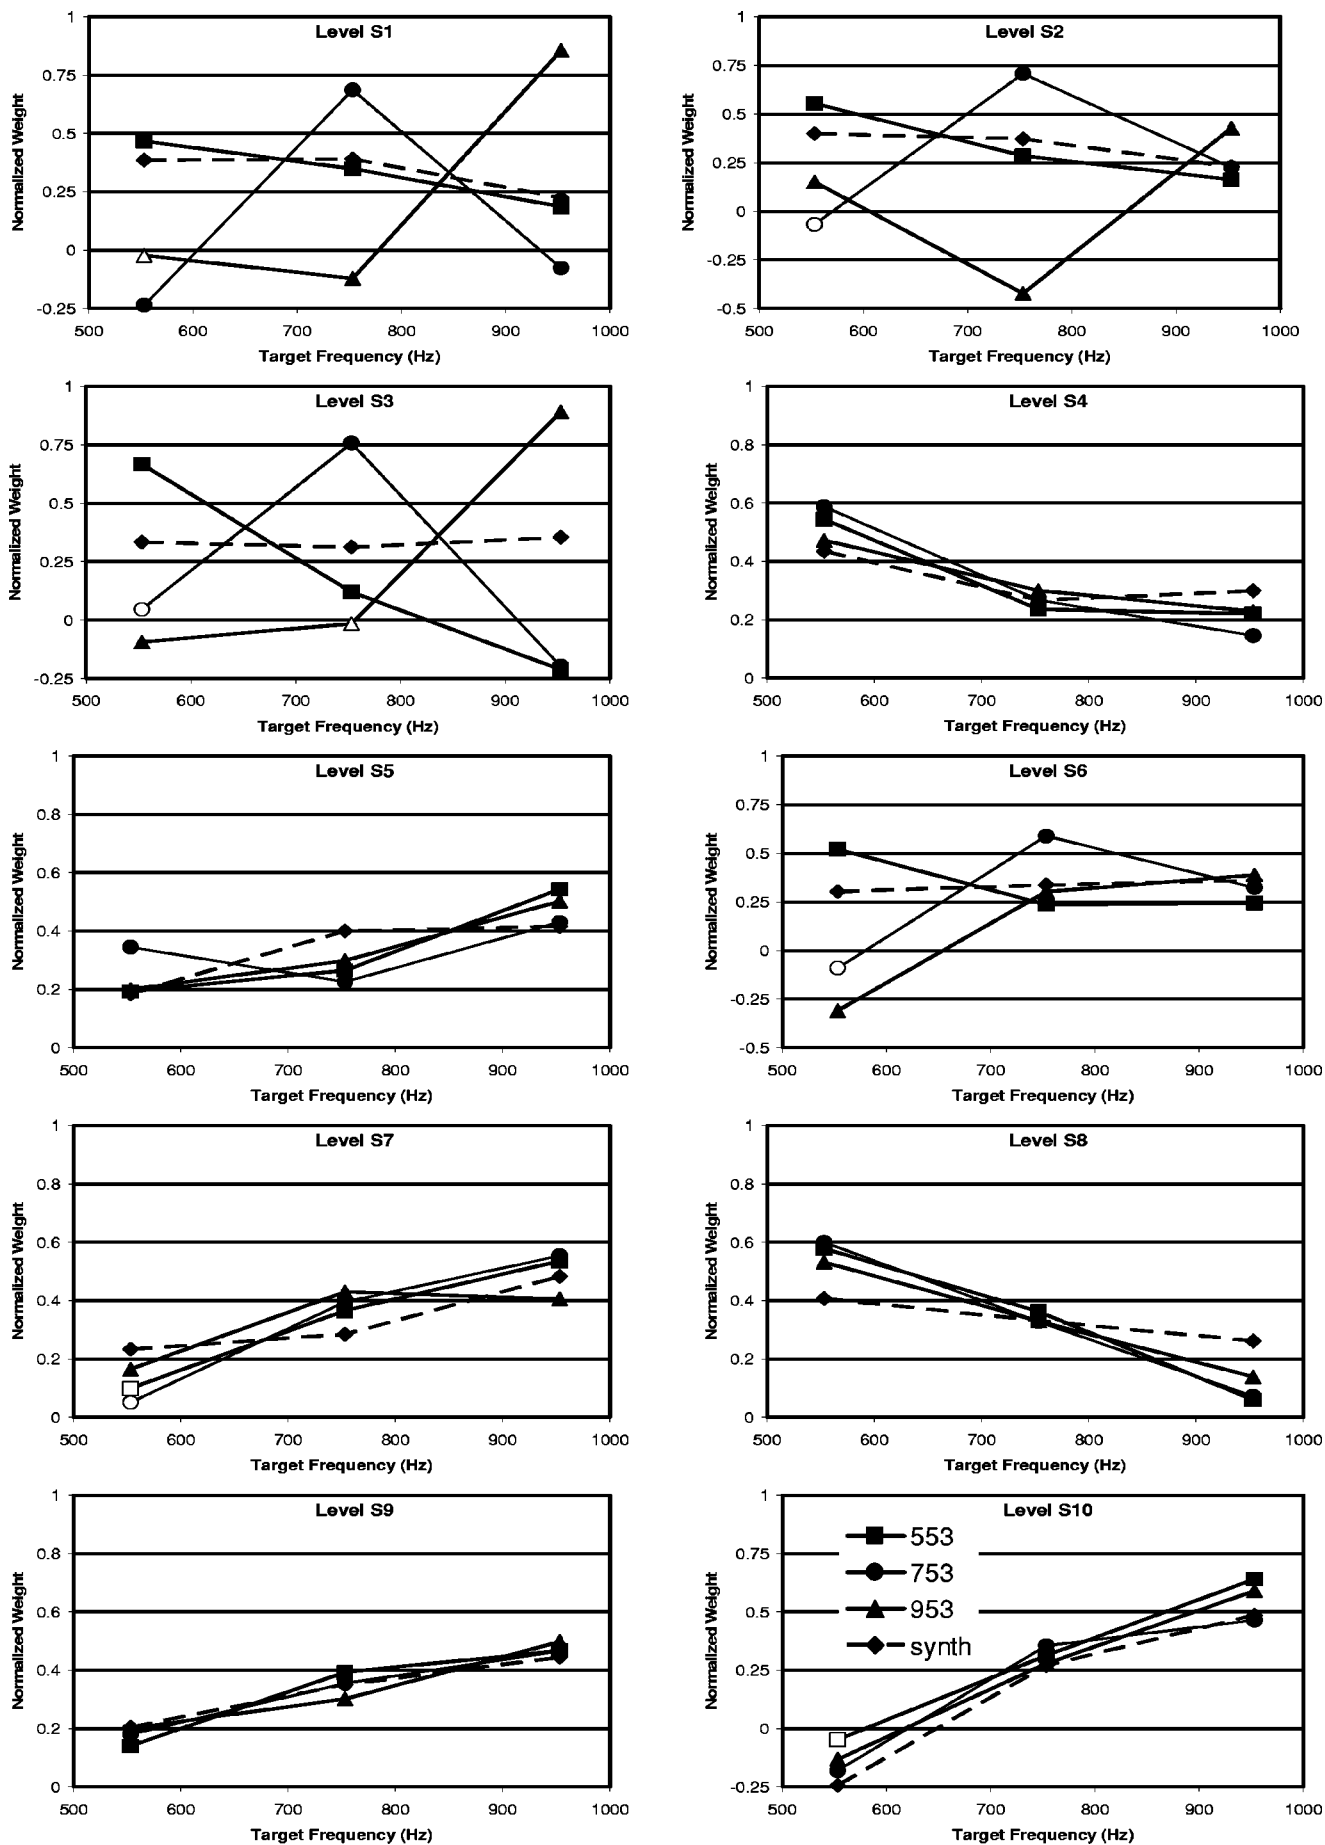 Level S1
Normalized Weight
1
0.75
0.5
0.25
0
-0.25
500 600 700 800 900 1000
Target Frequency (Hz)
Level S2
Normalized Weight
1
0.75
0.5
0.25
0
-0.25
-0.5
500 600 700 800 900 1000
Target Frequency (Hz)
Level S3
Normalized Weight
1
0.75
0.5
0.25
0
-0.25
500 600 700 800 900 1000
Target Frequency (Hz)
Level S4
Normalized Weight
1
0.8
0.6
0.4
0.2
0
500 600 700 800 900 1000
Target Frequency (Hz)
Level S5
Normalized Weight
1
0.8
0.6
0.4
0.2
0
500 600 700 800 900 1000
Target Frequency (Hz)
Level S6
Normalized Weight
1
0.75
0.5
0.25
0
-0.25
-0.5
500 600 700 800 900 1000
Target Frequency (Hz)
Level S7
Normalized Weight
1
0.8
0.6
0.4
0.2
0
500 600 700 800 900 1000
Target Frequency (Hz)
Level S8
Normalized Weight
1
0.8
0.6
0.4
0.2
0
500 600 700 800 900 1000
Target Frequency (Hz)
Level S9
Normalized Weight
1
0.8
0.6
0.4
0.2
0
500 600 700 800 900 1000
Target Frequency (Hz)
Level S10
Normalized Weight
1
0.75
0.5
0.25
0
-0.25
553
753
953
synth
500 600 700 800 900 1000
Target Frequency (Hz)